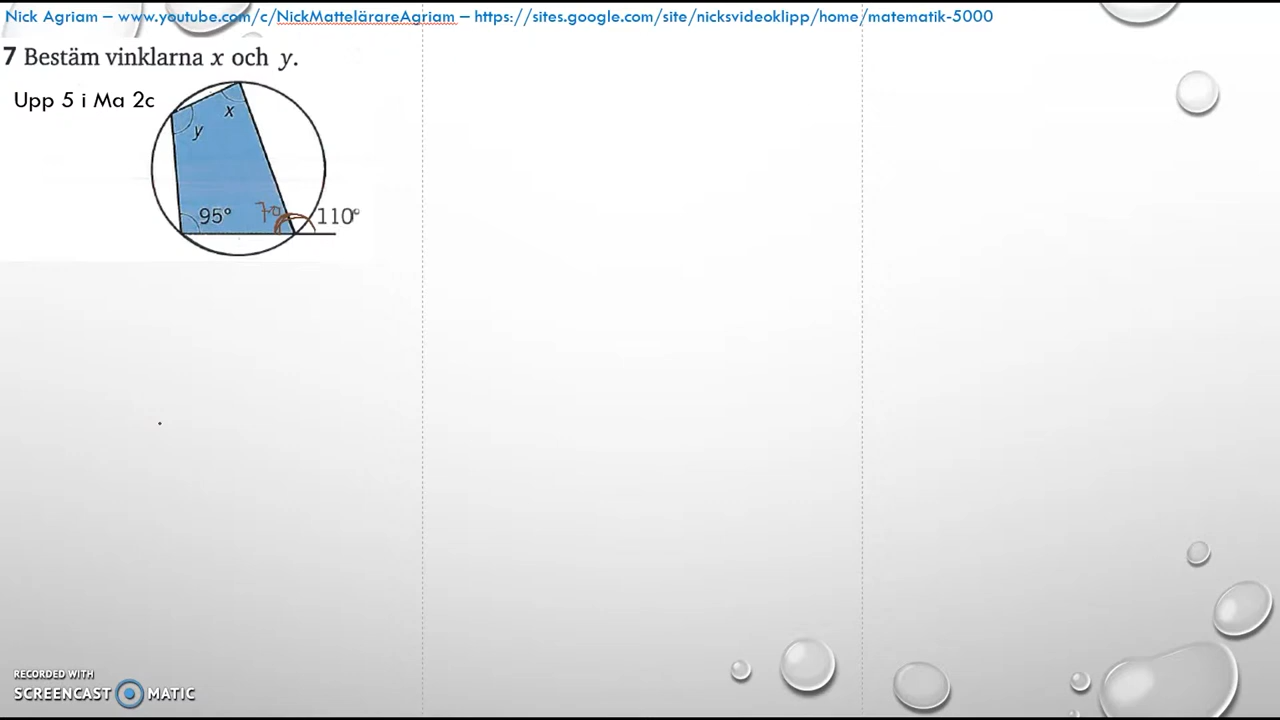 Nick Agriam – www.youtube.com/c/NickMattelärareAgriam – https://sites.google.com/site/nicksvideoklipp/home/matematik-5000
7 Bestäm vinklarna x och y.
Upp 5 i Ma 2c
x
y
95° 70 110°
RECORDED WITH
SCREENCAST MATIC